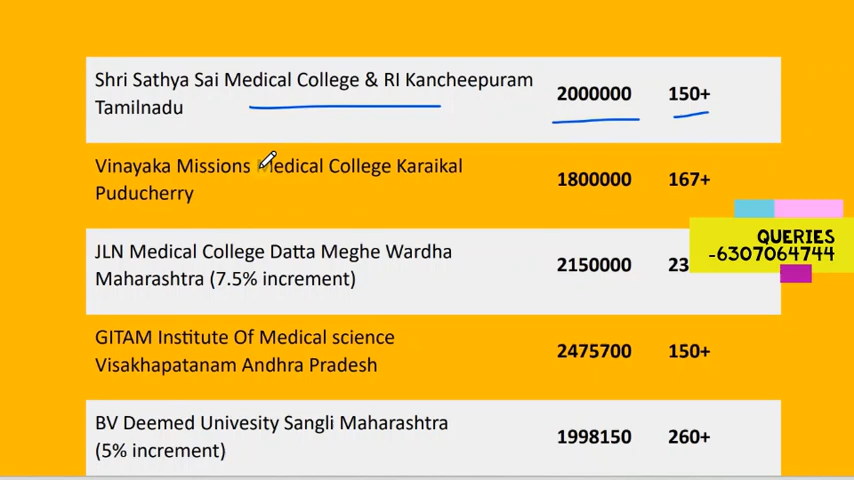 Shri Sathya Sai Medical College & RI Kancheepuram
Tamilnadu
2000000
150+
Vinayaka Missions Medical College Karaikal
Puducherry
1800000
167+
JLN Medical College Datta Meghe Wardha
Maharashtra (7.5% increment)
2150000
QUERIES
-6307064744
GITAM Institute Of Medical science
Visakhapatanam Andhra Pradesh
2475700
150+
BV Deemed Univesity Sangli Maharashtra
(5% increment)
1998150
260+